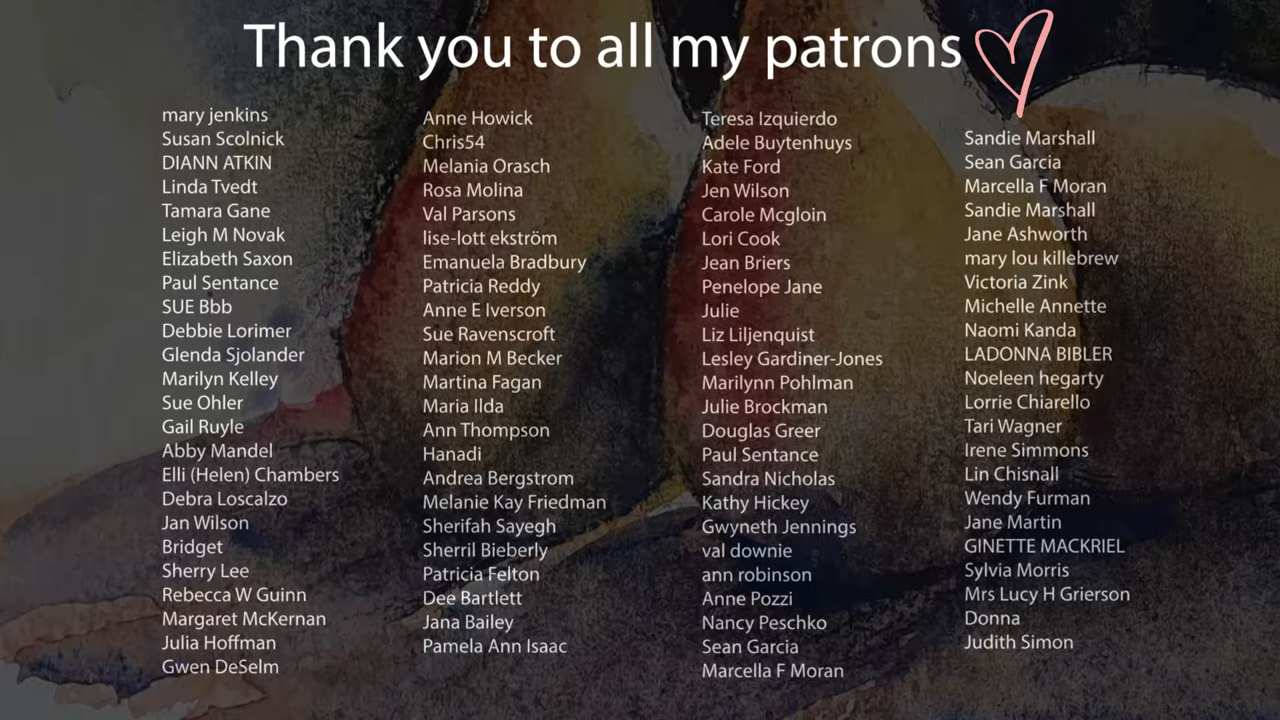 Thank you to all my patrons
mary jenkins
Susan Scolnick
DIANN ATKIN
Linda Tvedt
Tamara Gane
Leigh M Novak
Elizabeth Saxon
Paul Sentance
SUE Bbb
Debbie Lorimer
Glenda Sjolander
Marilyn Kelley
Sue Ohler
Gail Ruyle
Abby Mandel
Elli (Helen) Chambers
Debra Loscalzo
Jan Wilson
Bridget
Sherry Lee
Rebecca W Guinn
Margaret McKernan
Julia Hoffman
Gwen DeSelm
Anne Howick
Chris54
Melania Orasch
Rosa Molina
Val Parsons
lise-lott ekström
Emanuela Bradbury
Patricia Reddy
Anne E Iverson
Sue Ravenscroft
Marion M Becker
Martina Fagan
Maria Ilda
Ann Thompson
Hanadi
Andrea Bergstrom
Melanie Kay Friedman
Sherifah Sayegh
Sherril Bieberly
Patricia Felton
Dee Bartlett
Jana Bailey
Pamela Ann Isaac
Teresa Izquierdo
Adele Buytenhuys
Kate Ford
Jen Wilson
Carole Mcgloin
Lori Cook
Jean Briers
Penelope Jane
Julie
Liz Liljenquist
Lesley Gardiner-Jones
Marilynn Pohlman
Julie Brockman
Douglas Greer
Paul Sentance
Sandra Nicholas
Kathy Hickey
Gwyneth Jennings
val downie
ann robinson
Anne Pozzi
Nancy Peschko
Sean Garcia
Marcella F Moran
Sandie Marshall
Sean Garcia
Marcella F Moran
Sandie Marshall
Jane Ashworth
mary lou killebrew
Victoria Zink
Michelle Annette
Naomi Kanda
LADONNA BIBLER
Noeleen hegarty
Lorrie Chiarello
Tari Wagner
Irene Simmons
Lin Chisnall
Wendy Furman
Jane Martin
GINETTE MACKRIEL
Sylvia Morris
Mrs Lucy H Grierson
Donna
Judith Simon